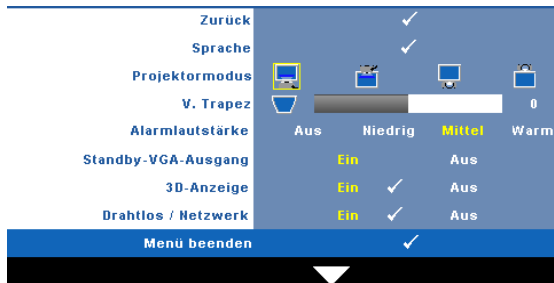 Zurück
Sprache
Projektormodus
V. Trapez 0
Alarmlautstärke Aus Niedrig Mittel Warm
Standby-VGA-Ausgang Ein Aus
3D-Anzeige Ein Aus
Drahtlos / Netzwerk Ein Aus
Menü beenden